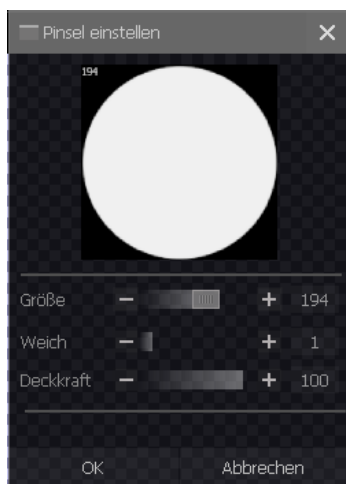 Pinsel einstellen
194
Größe 194
Weich 1
Deckkraft 100
OK Abbrechen